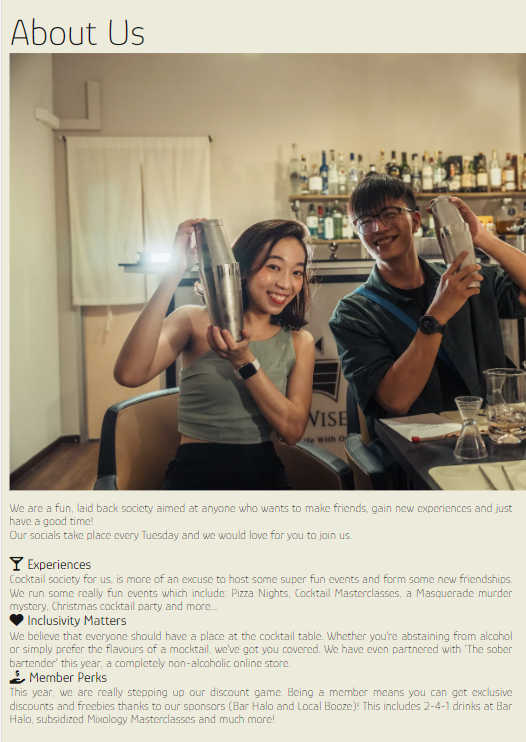 About Us
WISE
fe With O
We are a fun, laid back society aimed at anyone who wants to make friends, gain new experiences and just
have a good time!
Our socials take place every Tuesday and we would love for you to join us.
Experiences
Cocktail society for us, is more of an excuse to host some super fun events and form some new friendships.
We run some really fun events which include: Pizza Nights, Cocktail Masterclasses, a Masquerade murder
mystery, Christmas cocktail party and more....
Inclusivity Matters
We believe that everyone should have a place at the cocktail table. Whether you're abstaining from alcohol
or simply prefer the flavours of a mocktail, we've got you covered. We have even partnered with 'The sober
bartender' this year, a completely non-alcoholic online store.
Member Perks
This year, we are really stepping up our discount game. Being a member means you can get exclusive
discounts and freebies thanks to our sponsors (Bar Halo and Local Booze)! This includes 2-4-1 drinks at Bar
Halo, subsidized Mixology Masterclasses and much more!